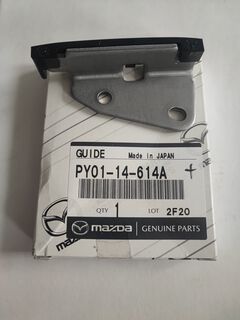 GUIDE Made in JAPAN
PY01-14-614A
QTY 1 LOT 2F20
mazda GENUINE PARTS